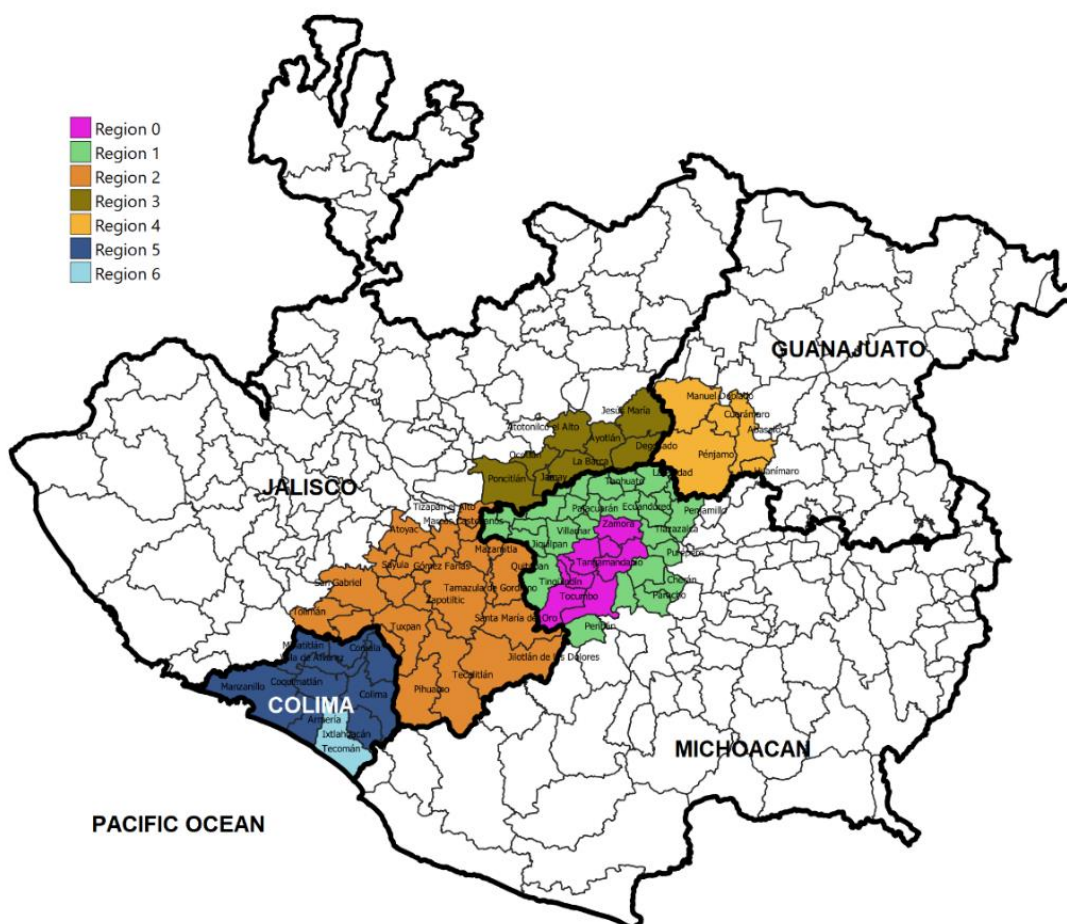 Region 0
Region 1
Region 2
Region 3
Region 4
Region 5
Region 6
GUANAJUATO
Manuel Doblado
Jesús María
Cuerámaro
Atotonilco el Alto
Abasolo
Ayotlán
Degollado
Pénjamo
La Barca
Poncitlán
Jamay
Huanímaro
La Piedad
JALISCO
Tanhuato
Tizapán el Alto
Pajacuarán
Ecuandureo
Penjamillo
Atoyac
Zamora
Tlazazalca
Villamar
Jiquilpan
Mazamitla
Purépero
Sayula
Gómez Farías
Quitupan
Tangamandapio
Cherán
San Gabriel
Tamazula de Gordiano
Tingüindín
Zapotiltic
Tocumbo
Paracho
Tolimán
Santa María del Oro
Tuxpan
Peribán
Jilotlán de los Dolores
Comala
Coquimatlán
Tecalitlán
Manzanillo
Pihuamo
Colima
COLIMA
Armería
Ixtlahuacán
Tecomán
MICHOACAN
PACIFIC OCEAN